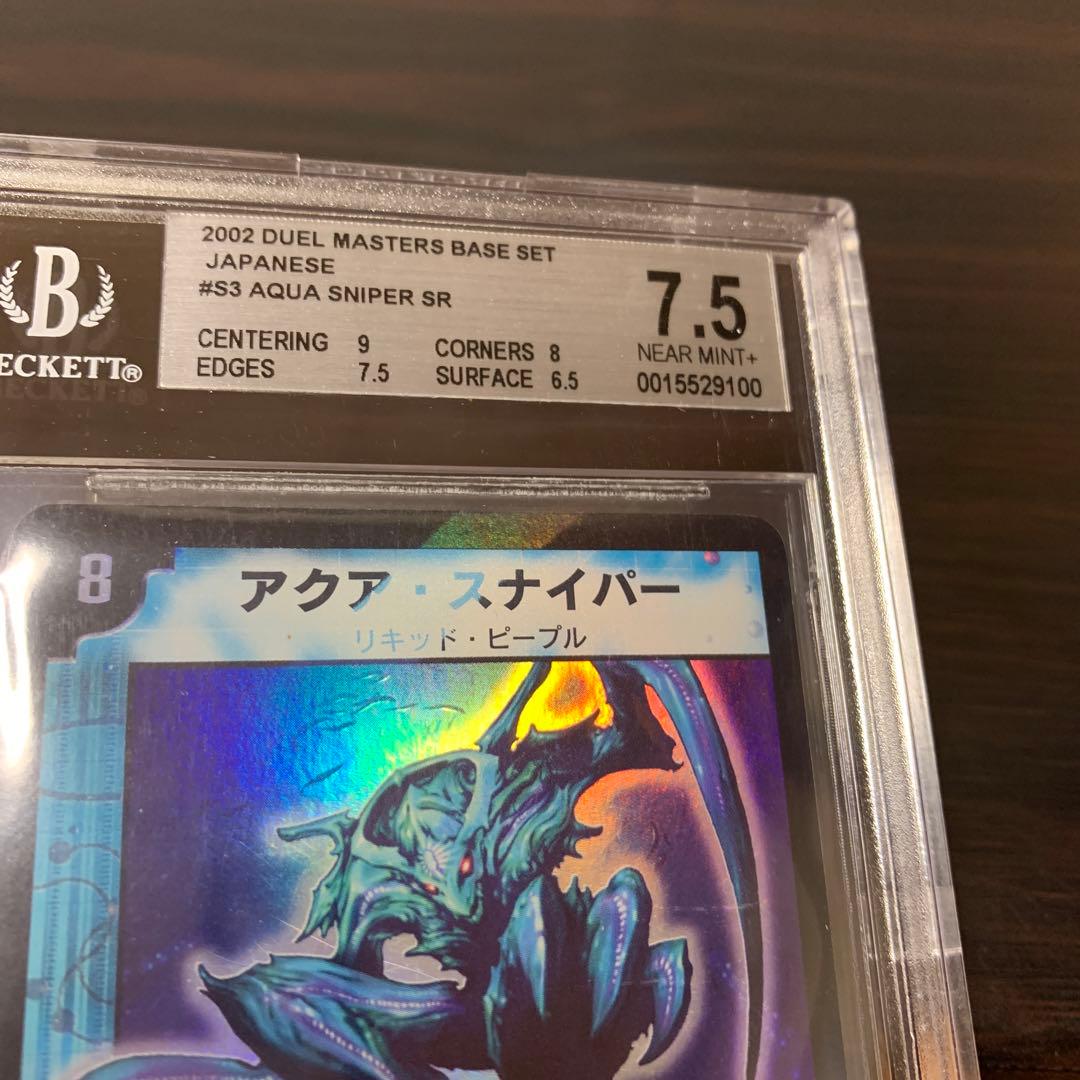 2002 DUEL MASTERS BASE SET
JAPANESE
#S3 AQUA SNIPER SR
CENTERING 9 CORNERS 8
EDGES 7.5 SURFACE 6.5
7.5
NEAR MINT+
0015529100
B
ECKETT®
8
アクア・スナイパー
リキッド・ピープル